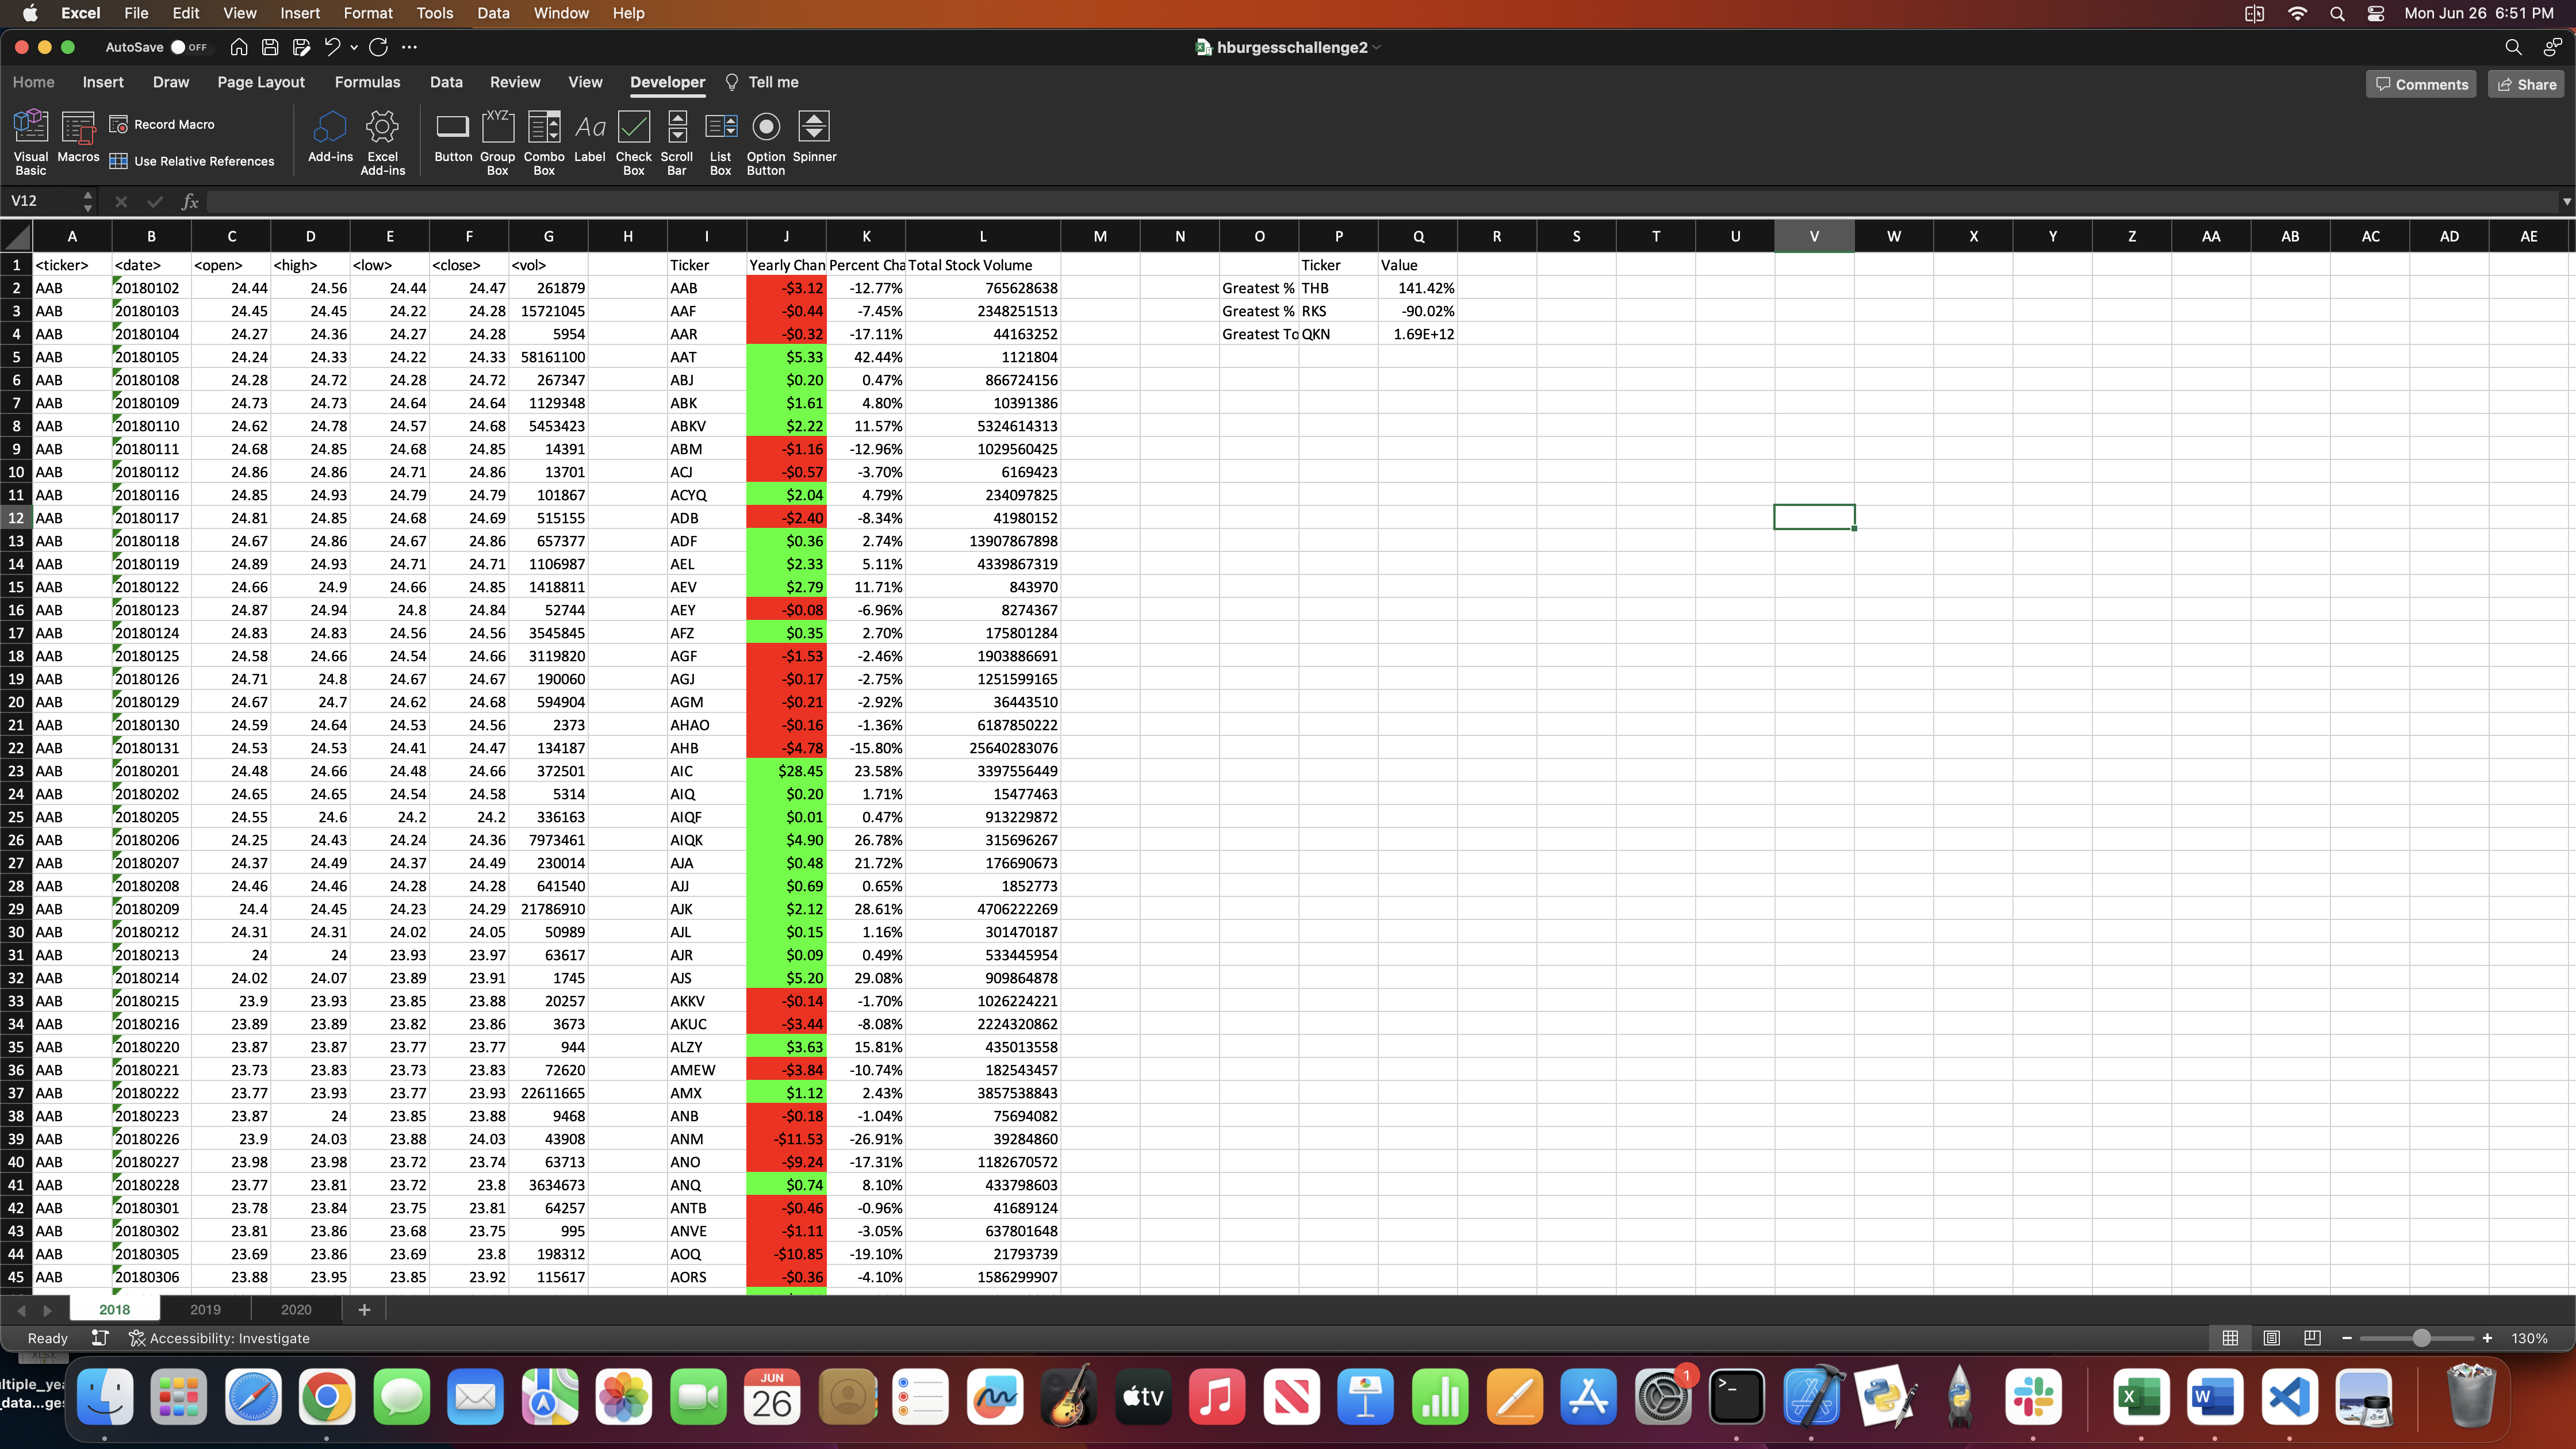 Excel File Edit View Insert Format Tools Data Window Help Mon Jun 26 6:51 PM
AutoSave OFF hburgesschallenge2
Home Insert Draw Page Layout Formulas Data Review View Developer Tell me Comments Share
Visual Basic Macros Record Macro Use Relative References Add-ins Excel Add-ins Button Group Box Combo Box Label Check Box Scroll Bar List Box Option Button Spinner
V12 fx
A B C D E F G H I J K L M N O P Q R S T U V W X Y Z AA AB AC AD AE
1 <ticker> <date> <open> <high> <low> <close> <vol> Ticker Yearly Chan Percent Cha Total Stock Volume Ticker Value
2 AAB 20180102 24.44 24.56 24.44 24.47 261879 AAB -$3.12 -12.77% 765628638 Greatest % THB 141.42%
3 AAB 20180103 24.45 24.45 24.22 24.28 15721045 AAF -$0.44 -7.45% 2348251513 Greatest % RKS -90.02%
4 AAB 20180104 24.27 24.36 24.27 24.28 5954 AAR -$0.32 -17.11% 44163252 Greatest To QKN 1.69E+12
5 AAB 20180105 24.24 24.33 24.22 24.33 58161100 AAT $5.33 42.44% 1121804
6 AAB 20180108 24.28 24.72 24.28 24.72 267347 ABJ $0.20 0.47% 866724156
7 AAB 20180109 24.73 24.73 24.64 24.64 1129348 ABK $1.61 4.80% 10391386
8 AAB 20180110 24.62 24.78 24.57 24.68 5453423 ABKV $2.22 11.57% 5324614313
9 AAB 20180111 24.68 24.85 24.68 24.85 14391 ABM -$1.16 -12.96% 1029560425
10 AAB 20180112 24.86 24.86 24.71 24.86 13701 ACJ -$0.57 -3.70% 6169423
11 AAB 20180116 24.85 24.93 24.79 24.79 101867 ACYQ $2.04 4.79% 234097825
12 AAB 20180117 24.81 24.85 24.68 24.69 515155 ADB -$2.40 -8.34% 41980152
13 AAB 20180118 24.67 24.86 24.67 24.86 657377 ADF $0.36 2.74% 13907867898
14 AAB 20180119 24.89 24.93 24.71 24.71 1106987 AEL $2.33 5.11% 4339867319
15 AAB 20180122 24.66 24.9 24.66 24.85 1418811 AEV $2.79 11.71% 843970
16 AAB 20180123 24.87 24.94 24.8 24.84 52744 AEY -$0.08 -6.96% 8274367
17 AAB 20180124 24.83 24.83 24.56 24.56 3545845 AFZ $0.35 2.70% 175801284
18 AAB 20180125 24.58 24.66 24.54 24.66 3119820 AGF -$1.53 -2.46% 1903886691
19 AAB 20180126 24.71 24.8 24.67 24.67 190060 AGJ -$0.17 -2.75% 1251599165
20 AAB 20180129 24.67 24.7 24.62 24.68 594904 AGM -$0.21 -2.92% 36443510
21 AAB 20180130 24.59 24.64 24.53 24.56 2373 AHAO -$0.16 -1.36% 6187850222
22 AAB 20180131 24.53 24.53 24.41 24.47 134187 AHB -$4.78 -15.80% 25640283076
23 AAB 20180201 24.48 24.66 24.48 24.66 372501 AIC $28.45 23.58% 3397556449
24 AAB 20180202 24.65 24.65 24.54 24.58 5314 AIQ $0.20 1.71% 15477463
25 AAB 20180205 24.55 24.6 24.2 24.2 336163 AIQF $0.01 0.47% 913229872
26 AAB 20180206 24.25 24.43 24.24 24.36 7973461 AIQK $4.90 26.78% 315696267
27 AAB 20180207 24.37 24.49 24.37 24.49 230014 AJA $0.48 21.72% 176690673
28 AAB 20180208 24.46 24.46 24.28 24.28 641540 AJJ $0.69 0.65% 1852773
29 AAB 20180209 24.4 24.45 24.23 24.29 21786910 AJK $2.12 28.61% 4706222269
30 AAB 20180212 24.31 24.31 24.02 24.05 50989 AJL $0.15 1.16% 301470187
31 AAB 20180213 24 24 23.93 23.97 63617 AJR $0.09 0.49% 533445954
32 AAB 20180214 24.02 24.07 23.89 23.91 1745 AJS $5.20 29.08% 909864878
33 AAB 20180215 23.9 23.93 23.85 23.88 20257 AKKV -$0.14 -1.70% 1026224221
34 AAB 20180216 23.89 23.89 23.82 23.86 3673 AKUC -$3.44 -8.08% 2224320862
35 AAB 20180220 23.87 23.87 23.77 23.77 944 ALZY $3.63 15.81% 435013558
36 AAB 20180221 23.73 23.83 23.73 23.83 72620 AMEW -$3.84 -10.74% 182543457
37 AAB 20180222 23.77 23.93 23.77 23.93 22611665 AMX $1.12 2.43% 3857538843
38 AAB 20180223 23.87 24 23.85 23.88 9468 ANB -$0.18 -1.04% 75694082
39 AAB 20180226 23.9 24.03 23.88 24.03 43908 ANM -$11.53 -26.91% 39284860
40 AAB 20180227 23.98 23.98 23.72 23.74 63713 ANO -$9.24 -17.31% 1182670572
41 AAB 20180228 23.77 23.81 23.72 23.8 3634673 ANQ $0.74 8.10% 433798603
42 AAB 20180301 23.78 23.84 23.75 23.81 64257 ANTB -$0.46 -0.96% 41689124
43 AAB 20180302 23.81 23.86 23.68 23.75 995 ANVE -$1.11 -3.05% 637801648
44 AAB 20180305 23.69 23.86 23.69 23.8 198312 AOQ -$10.85 -19.10% 21793739
45 AAB 20180306 23.88 23.95 23.85 23.92 115617 AORS -$0.36 -4.10% 1586299907
2018 2019 2020 +
Ready Accessibility: Investigate 130%
ltiple_yea
_data...ges
JUN
26
tv
1